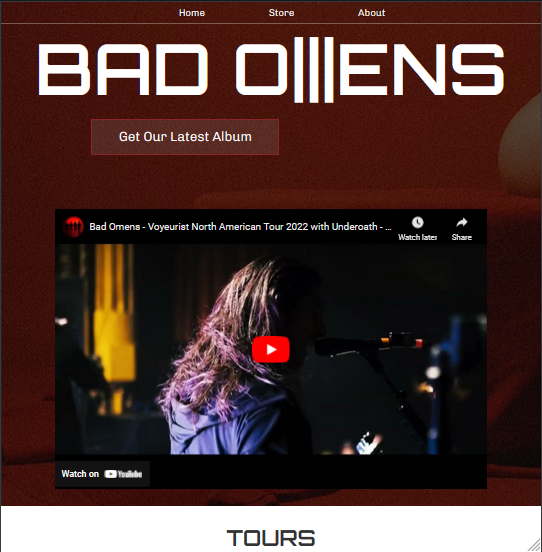 Home Store About
BAD O|||ENS
Get Our Latest Album
Bad Omens - Voyeurist North American Tour 2022 with Underoath - ...
Watch later Share
Watch on YouTube
TOURS